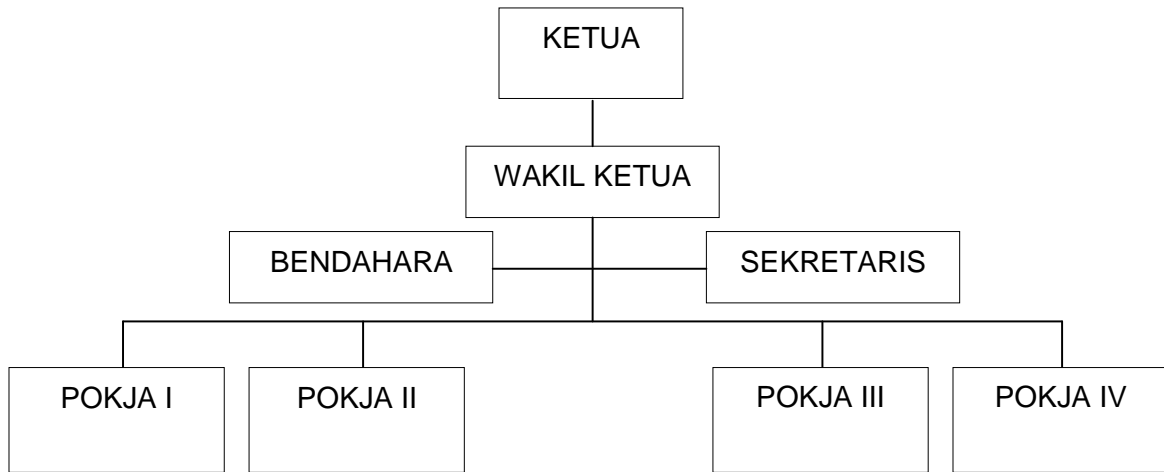 KETUA
WAKIL KETUA
BENDAHARA
SEKRETARIS
POKJA I
POKJA II
POKJA III
POKJA IV